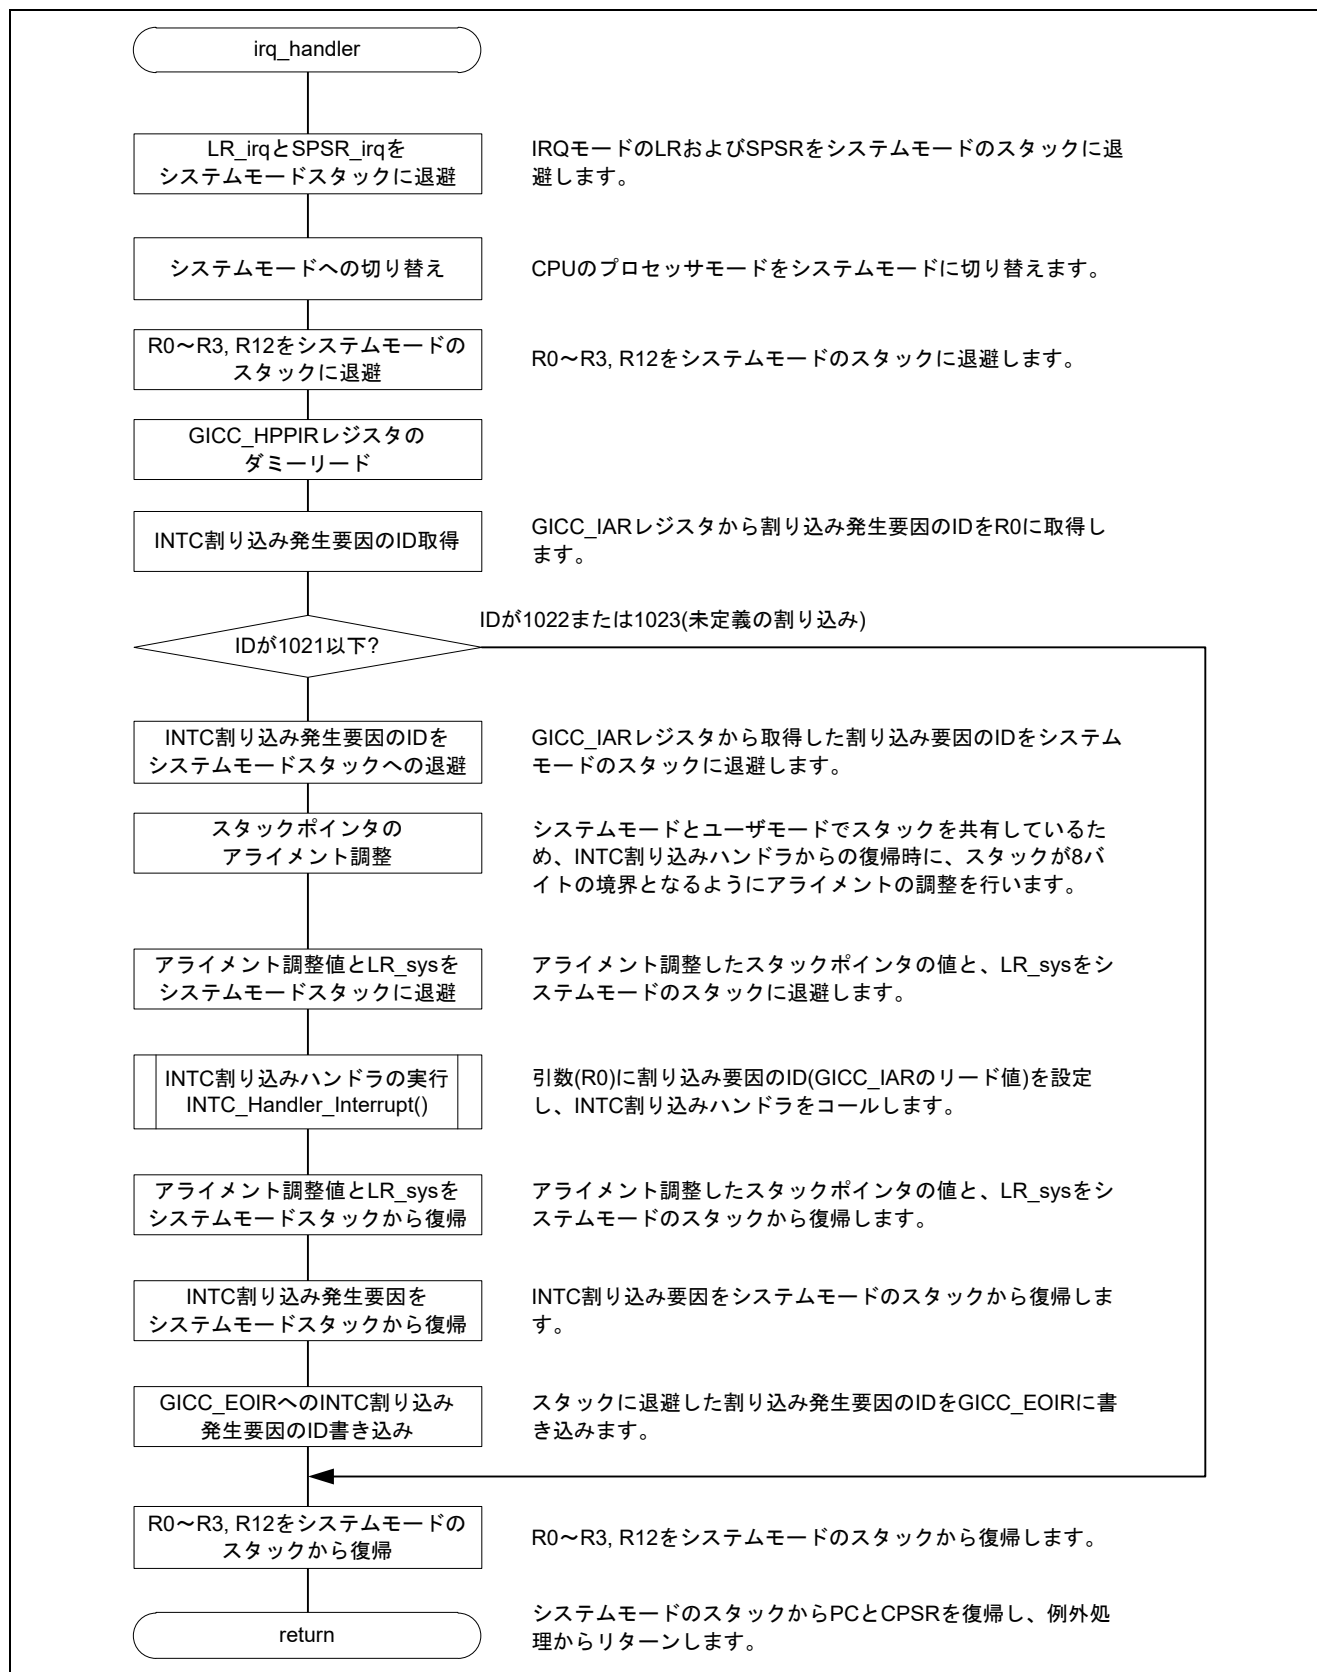 irq_handler
LR_irqとSPSR_irqを
システムモードスタックに退避
IRQモードのLRおよびSPSRをシステムモードのスタックに退
避します。
システムモードへの切り替え
CPUのプロセッサモードをシステムモードに切り替えます。
R0～R3, R12をシステムモードの
スタックに退避
R0～R3, R12をシステムモードのスタックに退避します。
GICC_HPPIRレジスタの
ダミーリード
INTC割り込み発生要因のID取得
GICC_IARレジスタから割り込み発生要因のIDをR0に取得し
ます。
IDが1022または1023(未定義の割り込み)
IDが1021以下?
INTC割り込み発生要因のIDを
システムモードスタックへの退避
GICC_IARレジスタから取得した割り込み要因のIDをシステム
モードのスタックに退避します。
スタックポインタの
アライメント調整
システムモードとユーザモードでスタックを共有しているた
め、INTC割り込みハンドラからの復帰時に、スタックが8バ
イトの境界となるようにアライメントの調整を行います。
アライメント調整値とLR_sysを
システムモードスタックに退避
アライメント調整したスタックポインタの値と、LR_sysをシ
ステムモードのスタックに退避します。
INTC割り込みハンドラの実行
INTC_Handler_Interrupt()
引数(R0)に割り込み要因のID(GICC_IARのリード値)を設定
し、INTC割り込みハンドラをコールします。
アライメント調整値とLR_sysを
システムモードスタックから復帰
アライメント調整したスタックポインタの値と、LR_sysをシ
ステムモードのスタックから復帰します。
INTC割り込み発生要因を
システムモードスタックから復帰
INTC割り込み要因をシステムモードのスタックから復帰しま
す。
GICC_EOIRへのINTC割り込み
発生要因のID書き込み
スタックに退避した割り込み発生要因のIDをGICC_EOIRに書
き込みます。
R0～R3, R12をシステムモードの
スタックから復帰
R0～R3, R12をシステムモードのスタックから復帰します。
return
システムモードのスタックからPCとCPSRを復帰し、例外処
理からリターンします。